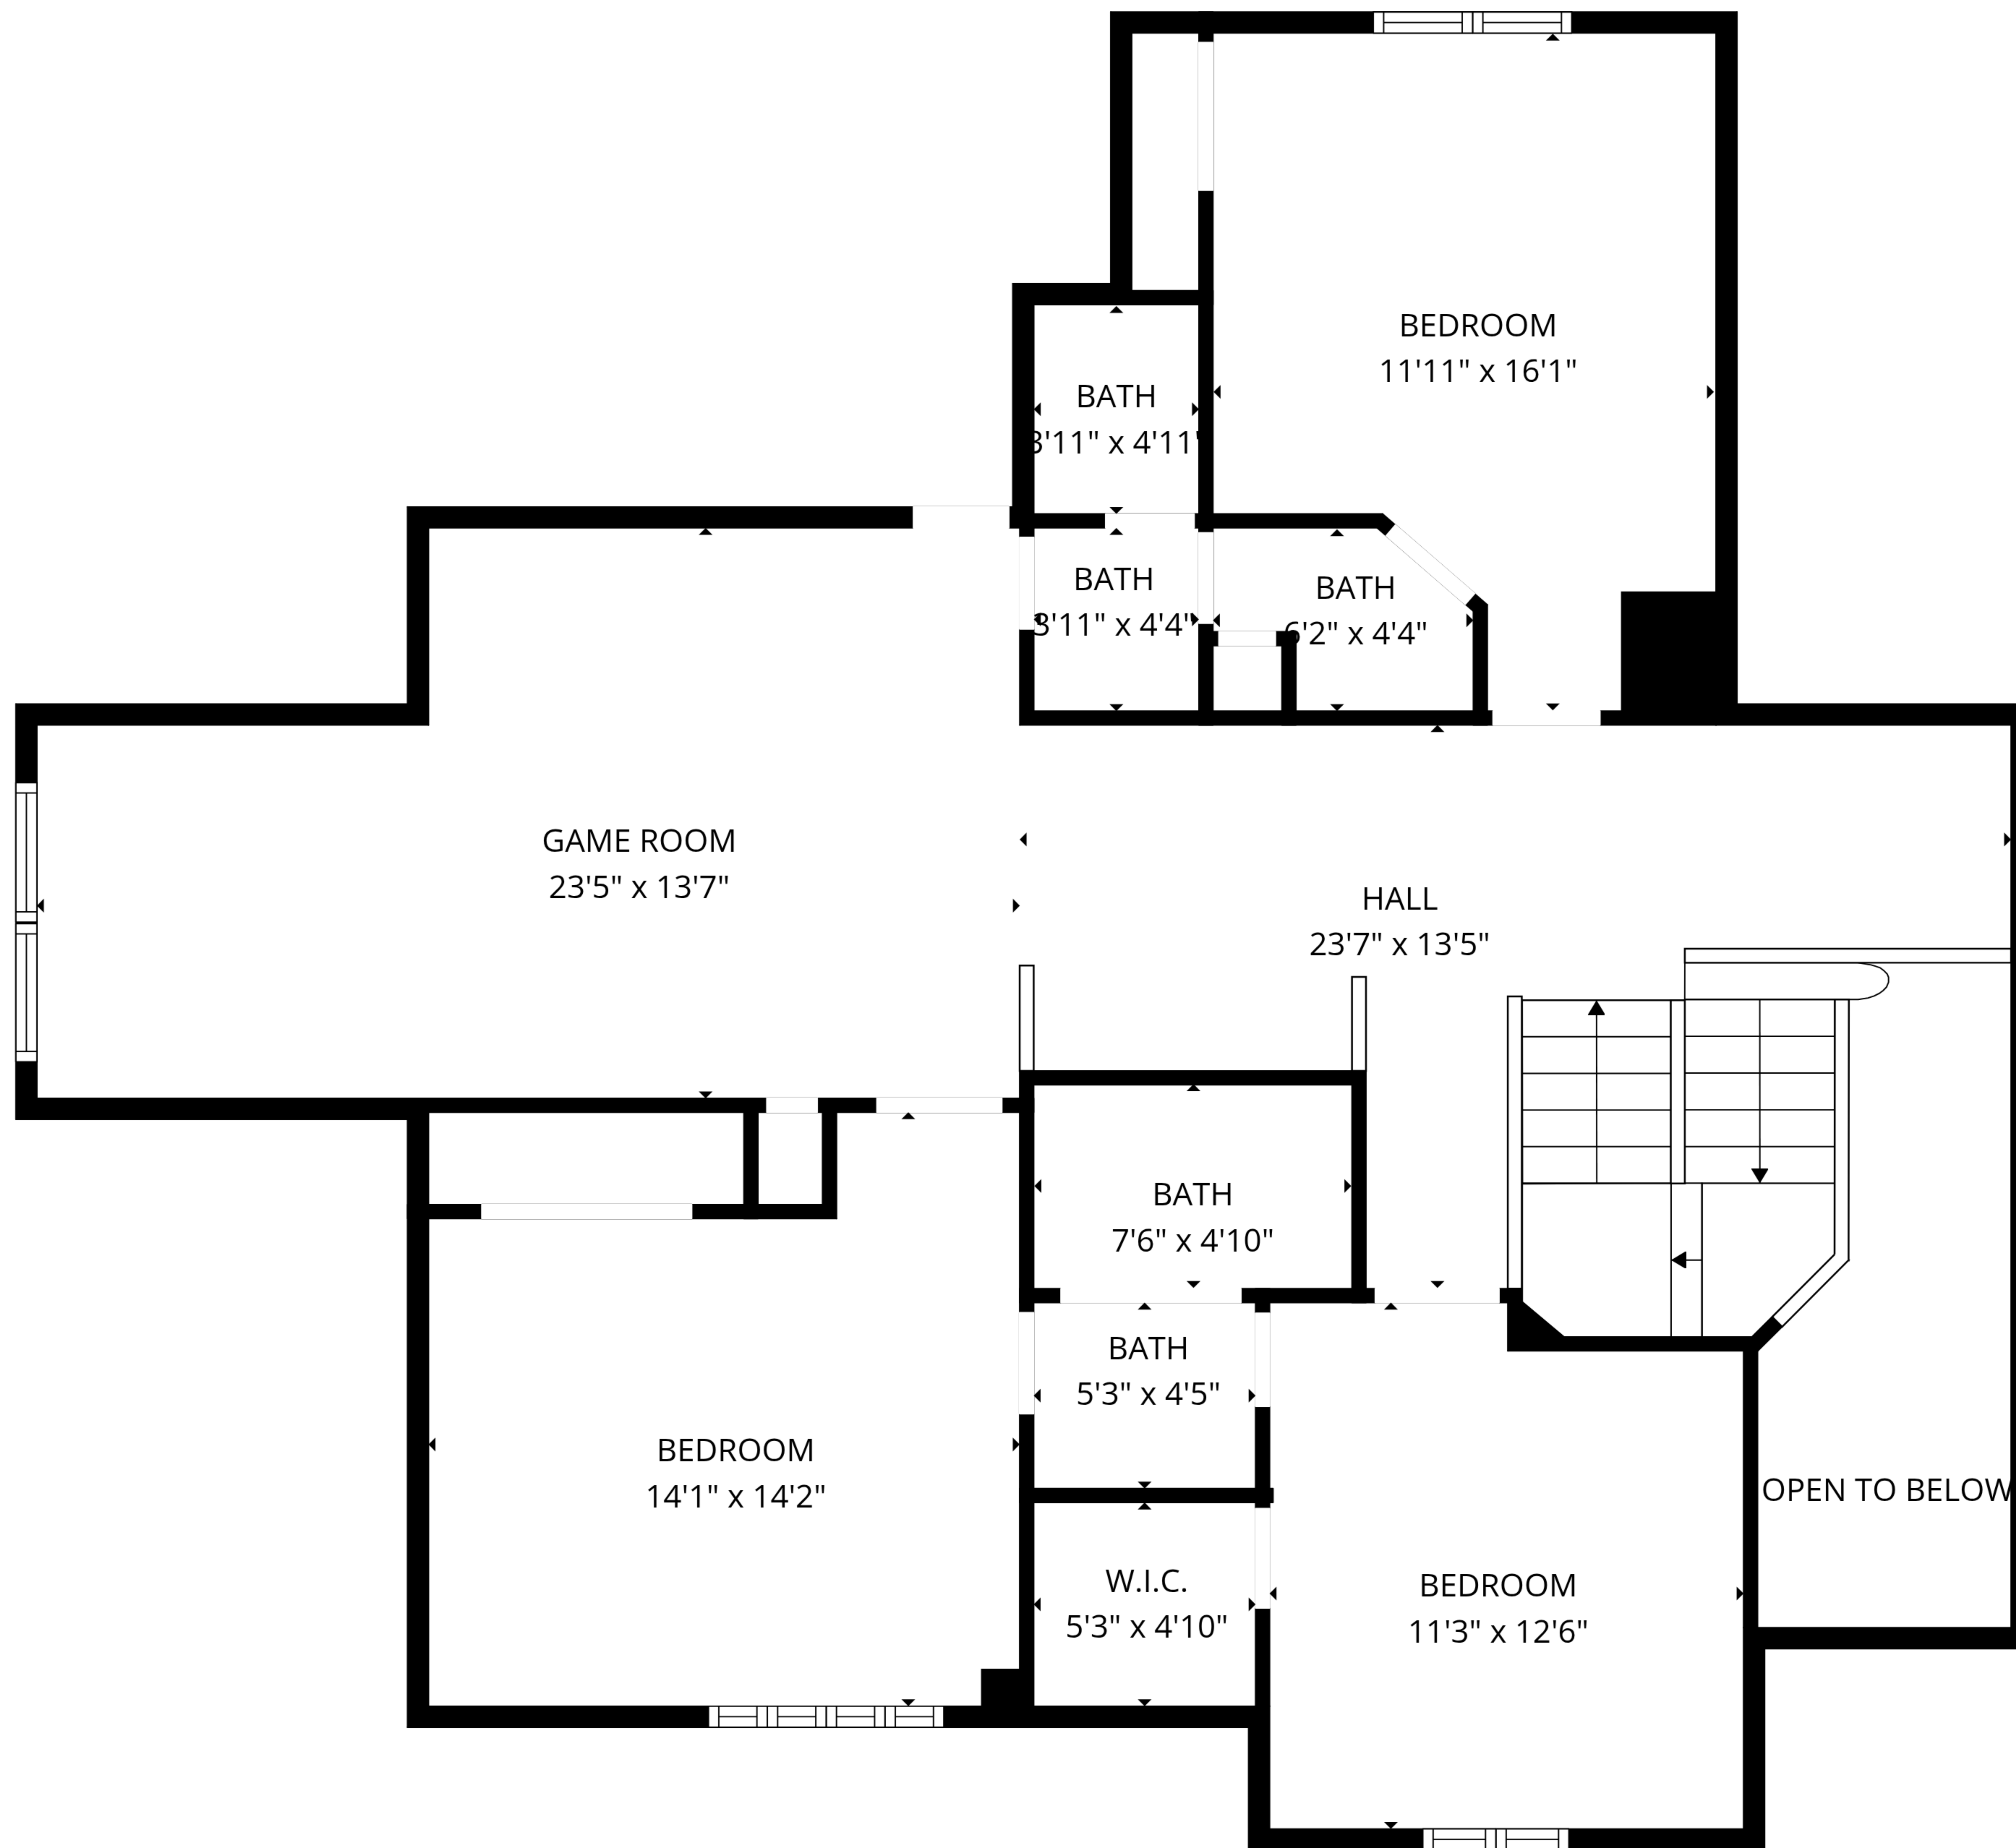 BEDROOM
11'11" x 16'1"
BATH
3'11" x 4'11"
BATH
3'11" x 4'4"
BATH
6'2" x 4'4"
GAME ROOM
23'5" x 13'7"
HALL
23'7" x 13'5"
BATH
7'6" x 4'10"
BATH
5'3" x 4'5"
BEDROOM
14'1" x 14'2"
OPEN TO BELOW
W.I.C.
5'3" x 4'10"
BEDROOM
11'3" x 12'6"